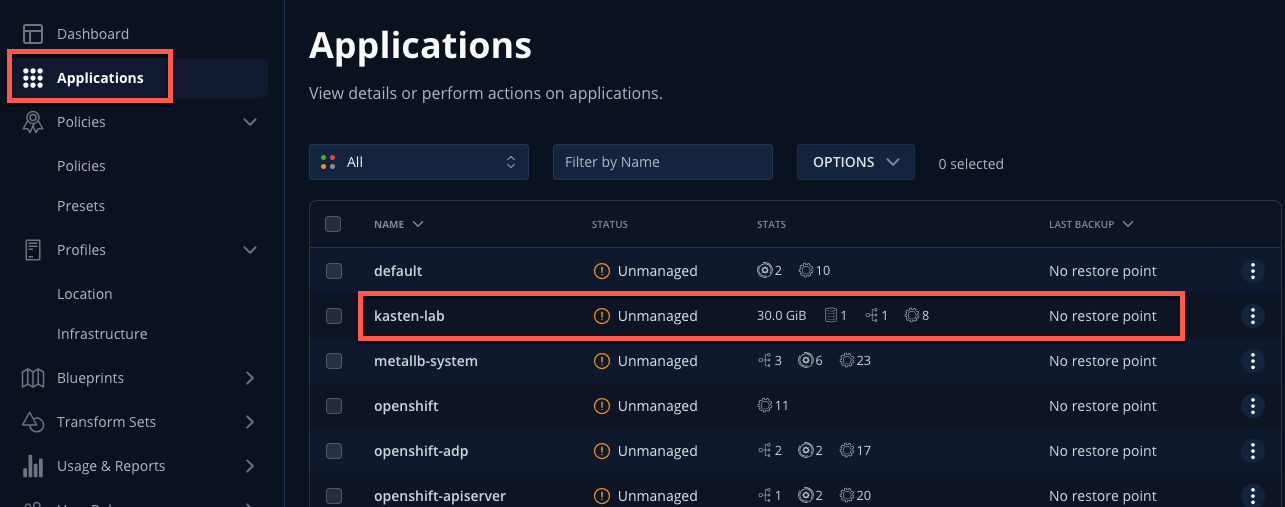 Dashboard
Applications
Policies
Policies
Presets
Profiles
Location
Infrastructure
Blueprints
Transform Sets
Usage & Reports
Applications
View details or perform actions on applications.
All
Filter by Name
OPTIONS
0 selected
NAME STATUS STATS LAST BACKUP
default Unmanaged 2 10 No restore point
kasten-lab Unmanaged 30.0 GiB 1 1 8 No restore point
metallb-system Unmanaged 3 6 23 No restore point
openshift Unmanaged 11 No restore point
openshift-adp Unmanaged 2 2 17 No restore point
openshift-apiserver Unmanaged 1 2 20 No restore point